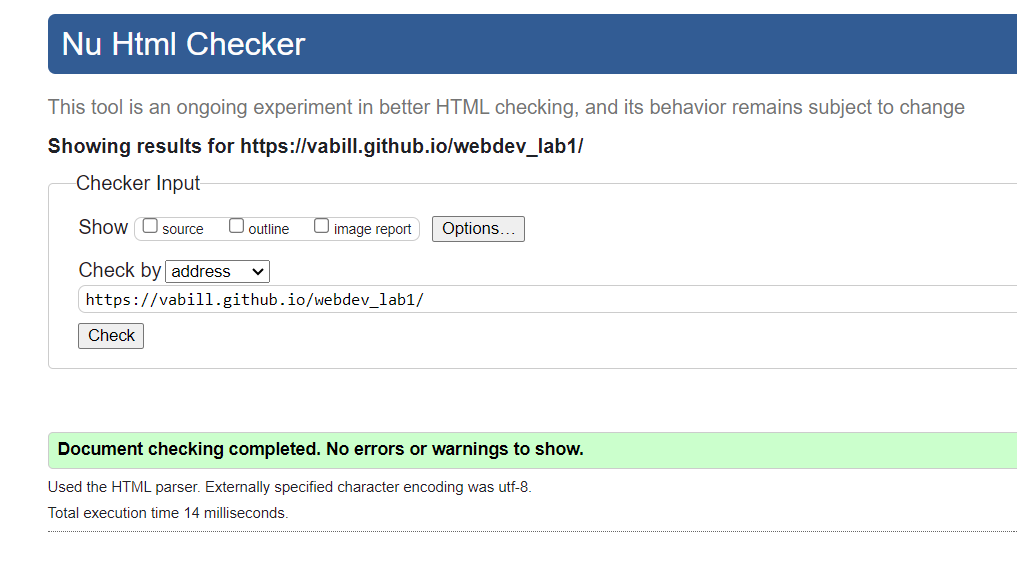 Nu Html Checker
This tool is an ongoing experiment in better HTML checking, and its behavior remains subject to change
Showing results for https://vabill.github.io/webdev_lab1/
Checker Input
Show source outline image report Options...
Check by address
https://vabill.github.io/webdev_lab1/
Check
Document checking completed. No errors or warnings to show.
Used the HTML parser. Externally specified character encoding was utf-8.
Total execution time 14 milliseconds.